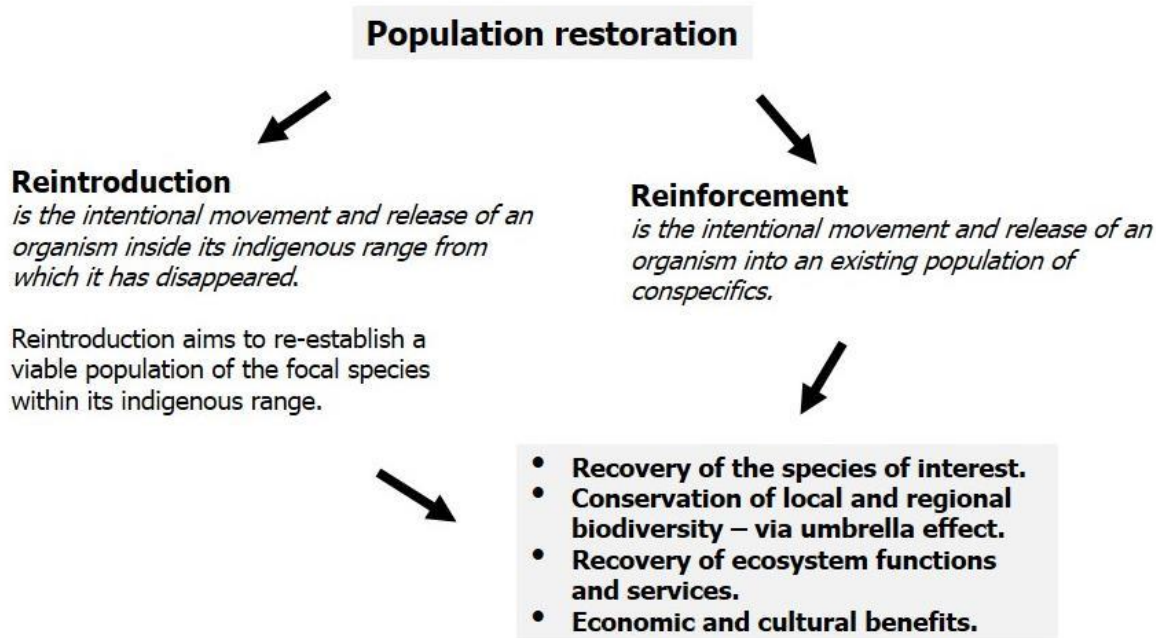 Population restoration
Reintroduction
is the intentional movement and release of an
organism inside its indigenous range from
which it has disappeared.
Reintroduction aims to re-establish a
viable population of the focal species
within its indigenous range.
Reinforcement
is the intentional movement and release of an
organism into an existing population of
conspecifics.
• Recovery of the species of interest.
• Conservation of local and regional
biodiversity – via umbrella effect.
• Recovery of ecosystem functions
and services.
• Economic and cultural benefits.